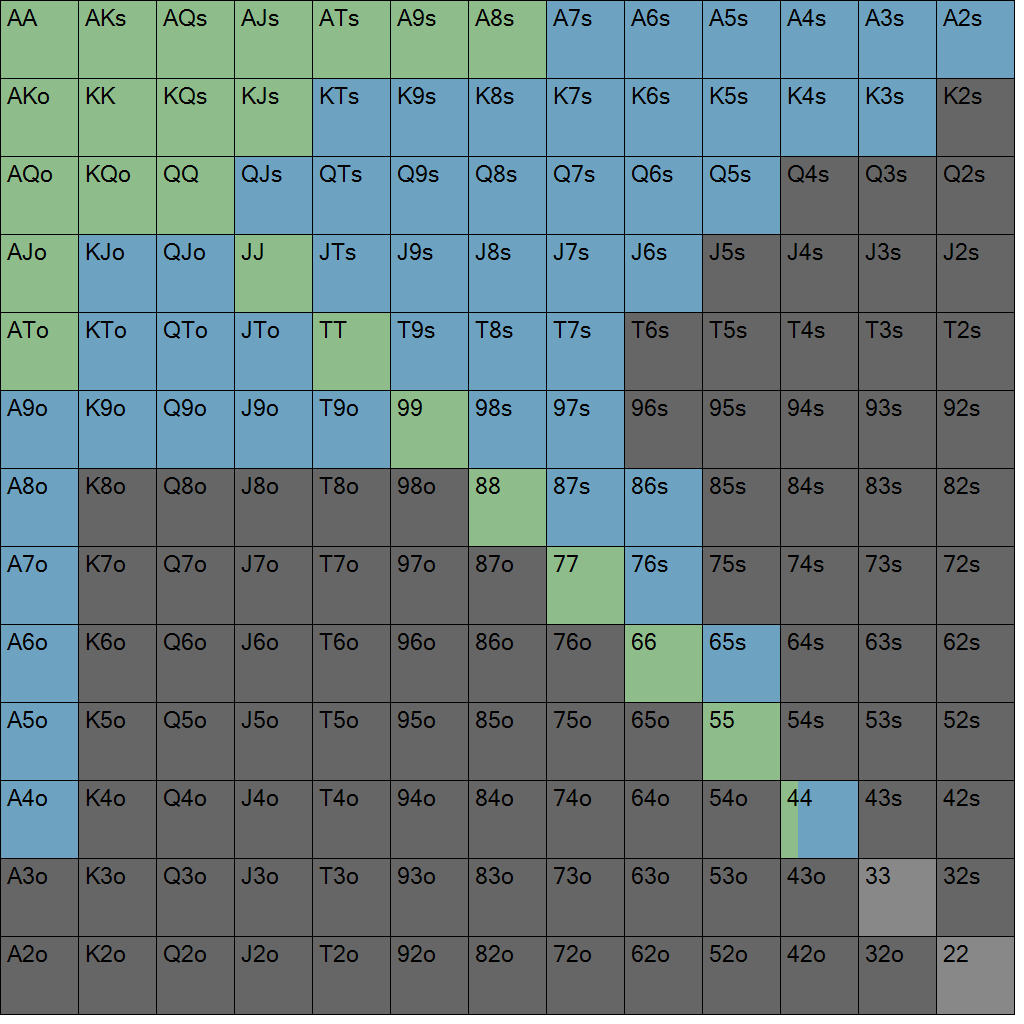 AA AKs AQs AJs ATs A9s A8s A7s A6s A5s A4s A3s A2s
AKo KK KQs KJs KTs K9s K8s K7s K6s K5s K4s K3s K2s
AQo KQo QQ QJs QTs Q9s Q8s Q7s Q6s Q5s Q4s Q3s Q2s
AJo KJo QJo JJ JTs J9s J8s J7s J6s J5s J4s J3s J2s
ATo KTo QTo JTo TT T9s T8s T7s T6s T5s T4s T3s T2s
A9o K9o Q9o J9o T9o 99 98s 97s 96s 95s 94s 93s 92s
A8o K8o Q8o J8o T8o 98o 88 87s 86s 85s 84s 83s 82s
A7o K7o Q7o J7o T7o 97o 87o 77 76s 75s 74s 73s 72s
A6o K6o Q6o J6o T6o 96o 86o 76o 66 65s 64s 63s 62s
A5o K5o Q5o J5o T5o 95o 85o 75o 65o 55 54s 53s 52s
A4o K4o Q4o J4o T4o 94o 84o 74o 64o 54o 44 43s 42s
A3o K3o Q3o J3o T3o 93o 83o 73o 63o 53o 43o 33 32s
A2o K2o Q2o J2o T2o 92o 82o 72o 62o 52o 42o 32o 22